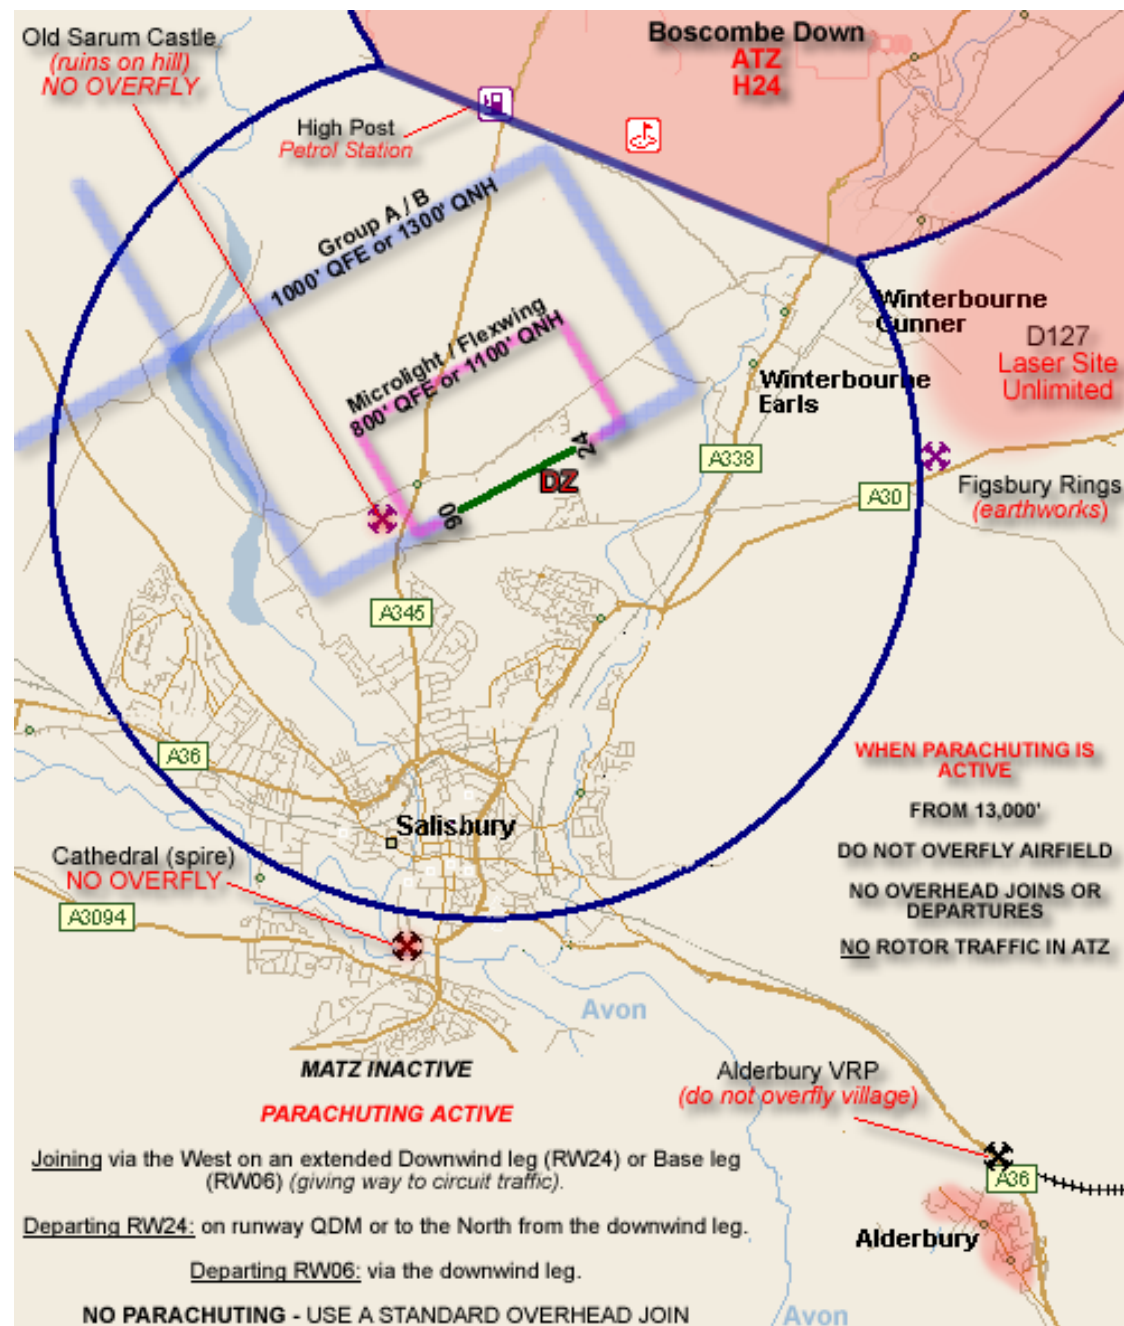 Old Sarum Castle
(ruins on hill)
NO OVERFLY
Boscombe Down
ATZ
H24
High Post
Petrol Station
Group A / B
1000' QFE or 1300' QNH
Microlight / Flexwing
800' QFE or 1100' QNH
Winterbourne
Gunner
D127
Laser Site
Unlimited
Winterbourne
Earls
24
DZ
06
A338
A30
Figsbury Rings
(earthworks)
A345
A36
WHEN PARACHUTING IS
ACTIVE
FROM 13,000'
DO NOT OVERFLY AIRFIELD
NO OVERHEAD JOINS OR
DEPARTURES
NO ROTOR TRAFFIC IN ATZ
Salisbury
Cathedral (spire)
NO OVERFLY
A3094
Avon
MATZ INACTIVE
PARACHUTING ACTIVE
Alderbury VRP
(do not overfly village)
A36
Alderbury
Joining via the West on an extended Downwind leg (RW24) or Base leg
(RW06) (giving way to circuit traffic).
Departing RW24: on runway QDM or to the North from the downwind leg.
Departing RW06: via the downwind leg.
NO PARACHUTING - USE A STANDARD OVERHEAD JOIN
Avon